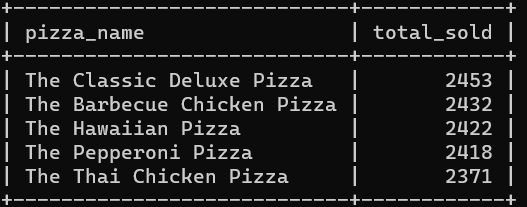 pizza_name | total_sold
The Classic Deluxe Pizza | 2453
The Barbecue Chicken Pizza | 2432
The Hawaiian Pizza | 2422
The Pepperoni Pizza | 2418
The Thai Chicken Pizza | 2371